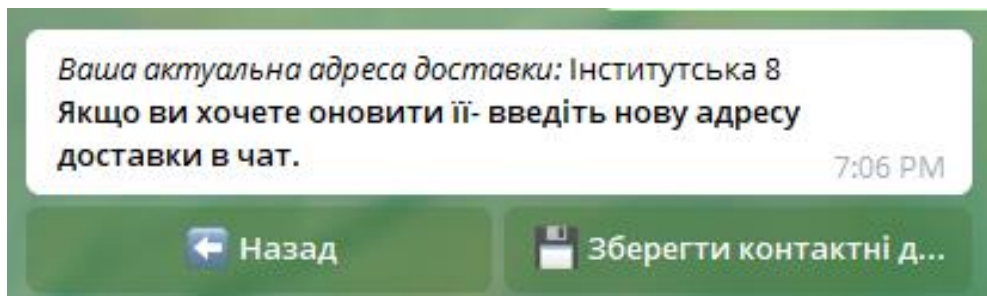 Ваша актуальна адреса доставки: Інститутська 8
Якщо ви хочете оновити її- введіть нову адресу
доставки в чат.
7:06 PM
Назад
Зберегти контактні д...